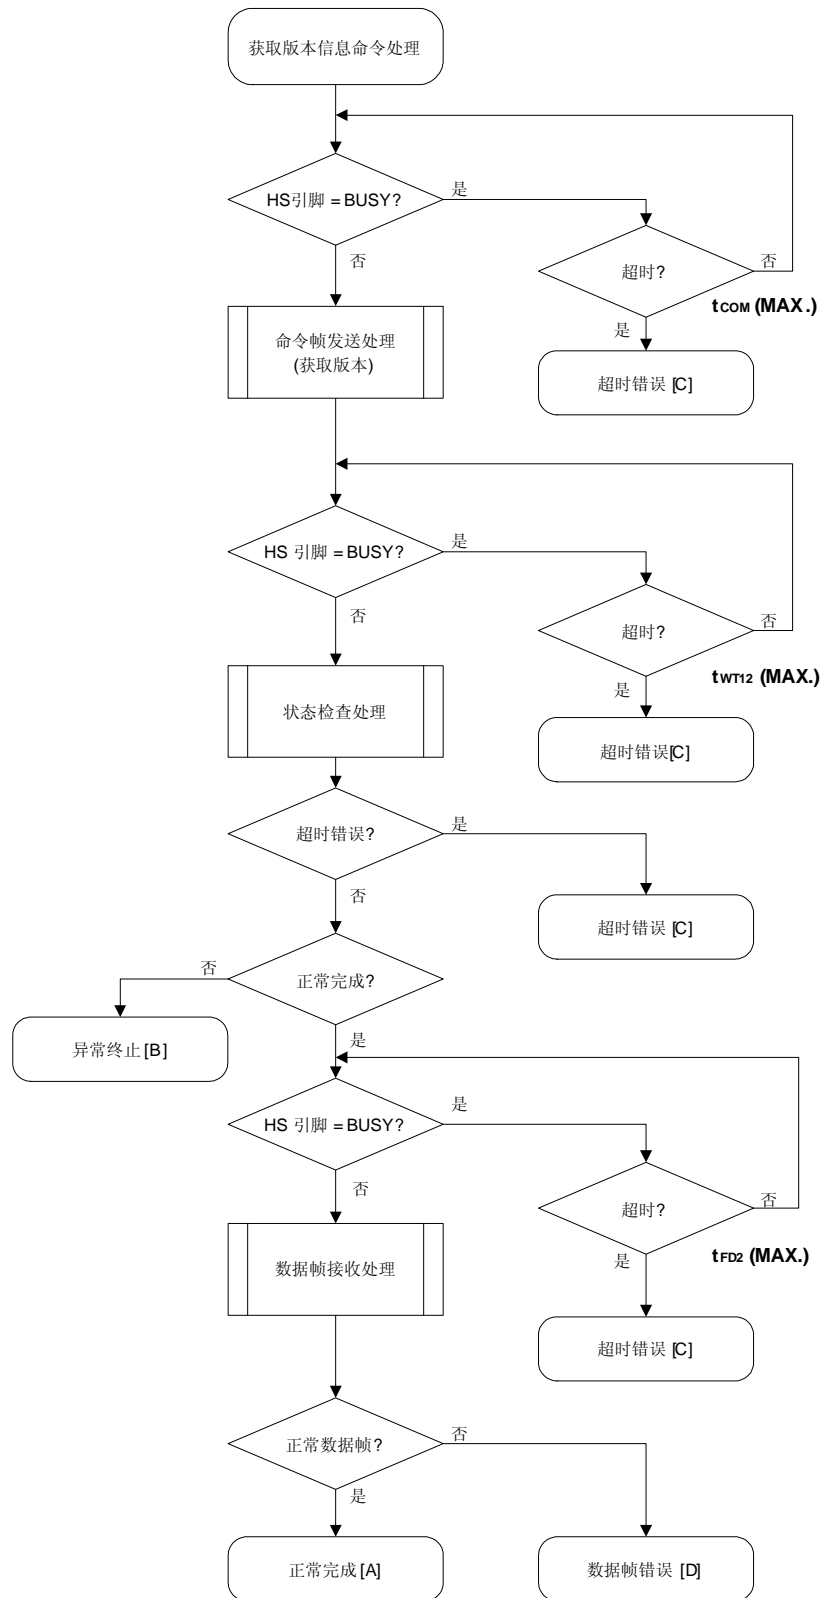 获取版本信息命令处理
HS引脚 = BUSY?
是
超时?
否
否
tCOM (MAX.)
命令帧发送处理
(获取版本)
是
超时错误 [C]
HS 引脚 = BUSY?
是
超时?
否
否
tWT12 (MAX.)
状态检查处理
是
超时错误[C]
超时错误?
是
否
超时错误 [C]
否
正常完成?
异常终止 [B]
是
HS 引脚 = BUSY?
是
超时?
否
否
tFD2 (MAX.)
数据帧接收处理
是
超时错误 [C]
正常数据帧?
否
是
正常完成 [A]
数据帧错误 [D]